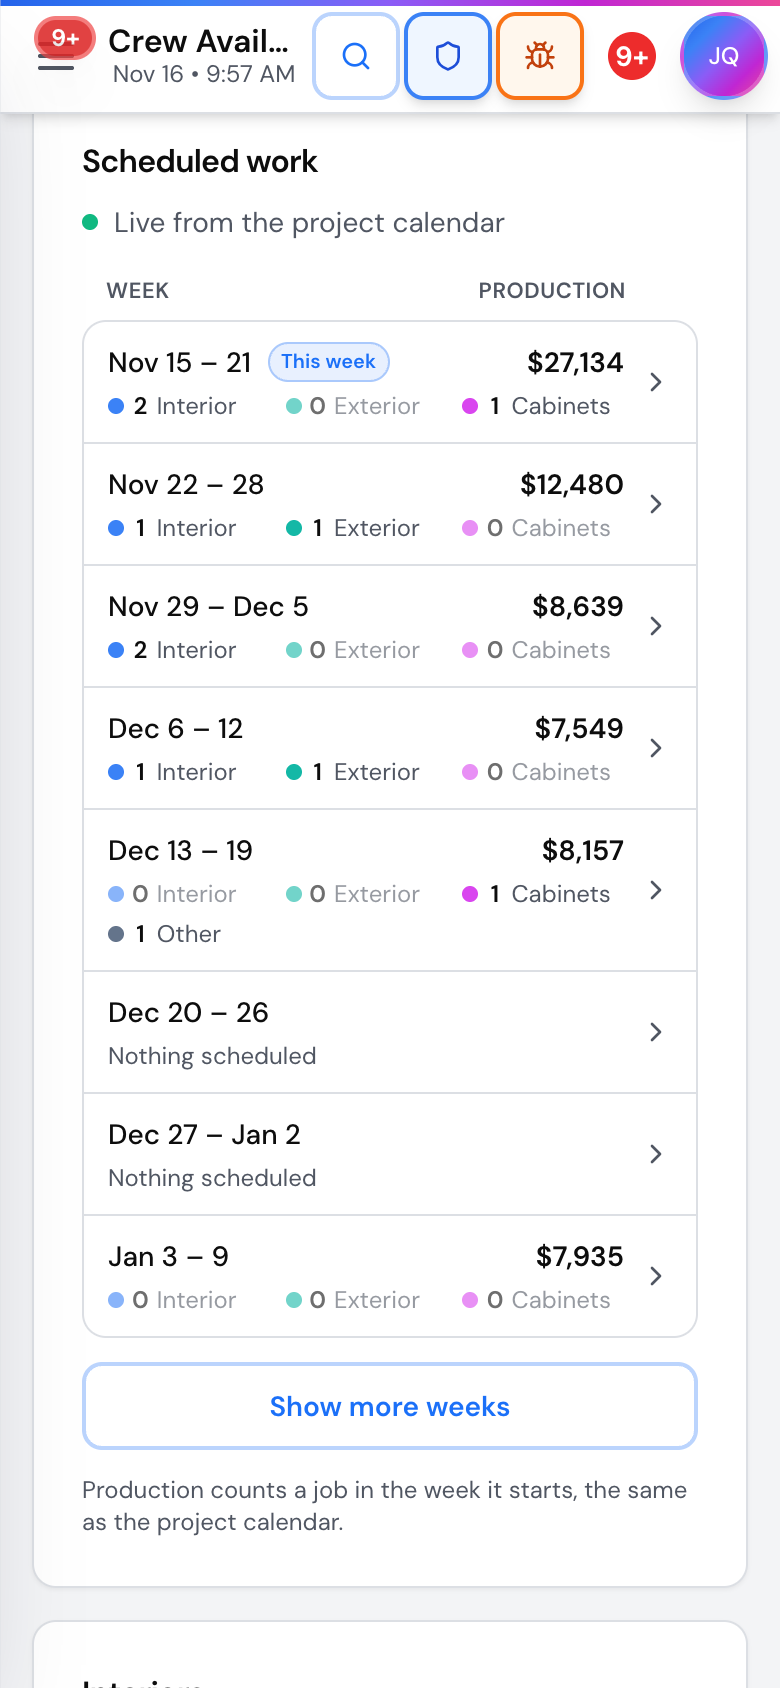 9+
Crew Avail...
Nov 16 • 9:57 AM
9+
JQ
Scheduled work
Live from the project calendar
WEEK PRODUCTION
Nov 15 – 21 This week $27,134
2 Interior 0 Exterior 1 Cabinets
Nov 22 – 28 $12,480
1 Interior 1 Exterior 0 Cabinets
Nov 29 – Dec 5 $8,639
2 Interior 0 Exterior 0 Cabinets
Dec 6 – 12 $7,549
1 Interior 1 Exterior 0 Cabinets
Dec 13 – 19 $8,157
0 Interior 0 Exterior 1 Cabinets
1 Other
Dec 20 – 26
Nothing scheduled
Dec 27 – Jan 2
Nothing scheduled
Jan 3 – 9 $7,935
0 Interior 0 Exterior 0 Cabinets
Show more weeks
Production counts a job in the week it starts, the same
as the project calendar.